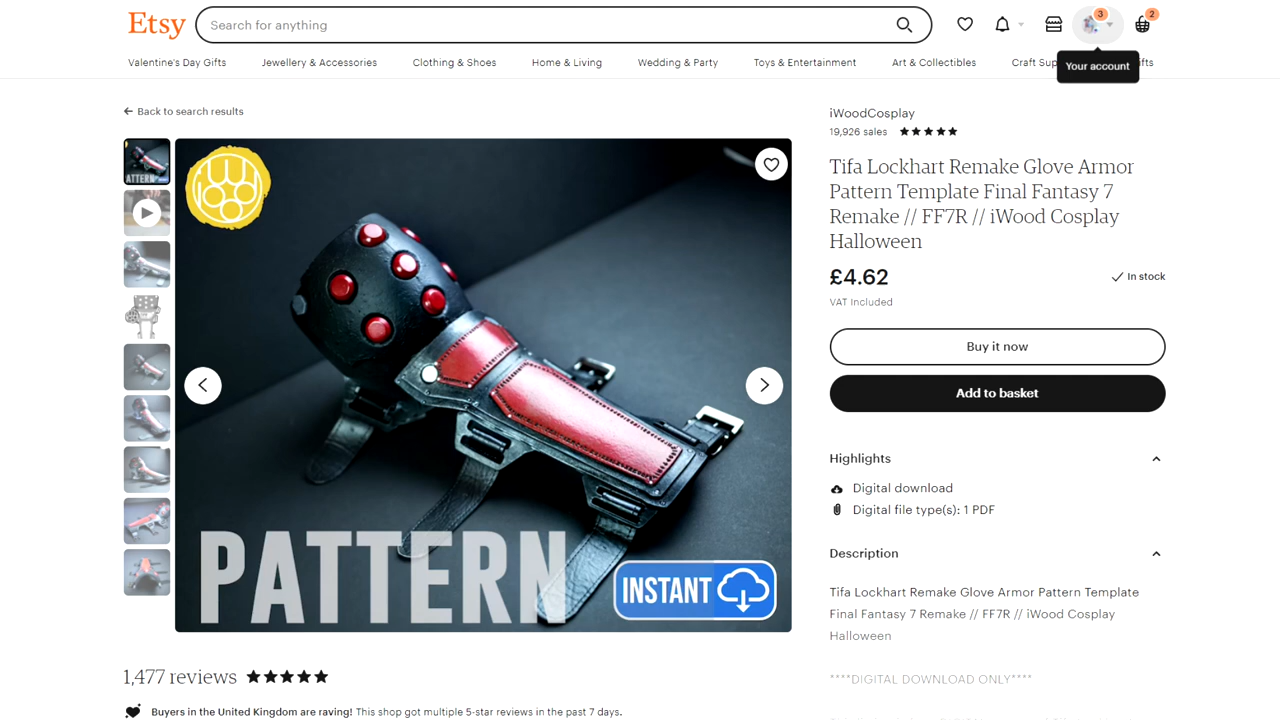 Etsy
Search for anything
3
2
Valentine's Day Gifts
Jewellery & Accessories
Clothing & Shoes
Home & Living
Wedding & Party
Toys & Entertainment
Art & Collectibles
Craft Sup
ifts
Your account
Back to search results
iWoodCosplay
19,926 sales
Tifa Lockhart Remake Glove Armor
Pattern Template Final Fantasy 7
Remake // FF7R // iWood Cosplay
Halloween
£4.62
In stock
VAT Included
Buy it now
Add to basket
Highlights
Digital download
Digital file type(s): 1 PDF
Description
Tifa Lockhart Remake Glove Armor Pattern Template
Final Fantasy 7 Remake // FF7R // iWood Cosplay
Halloween
****DIGITAL DOWNLOAD ONLY****
ATTERN
PATTERN
INSTANT
1,477 reviews
Buyers in the United Kingdom are raving! This shop got multiple 5-star reviews in the past 7 days.